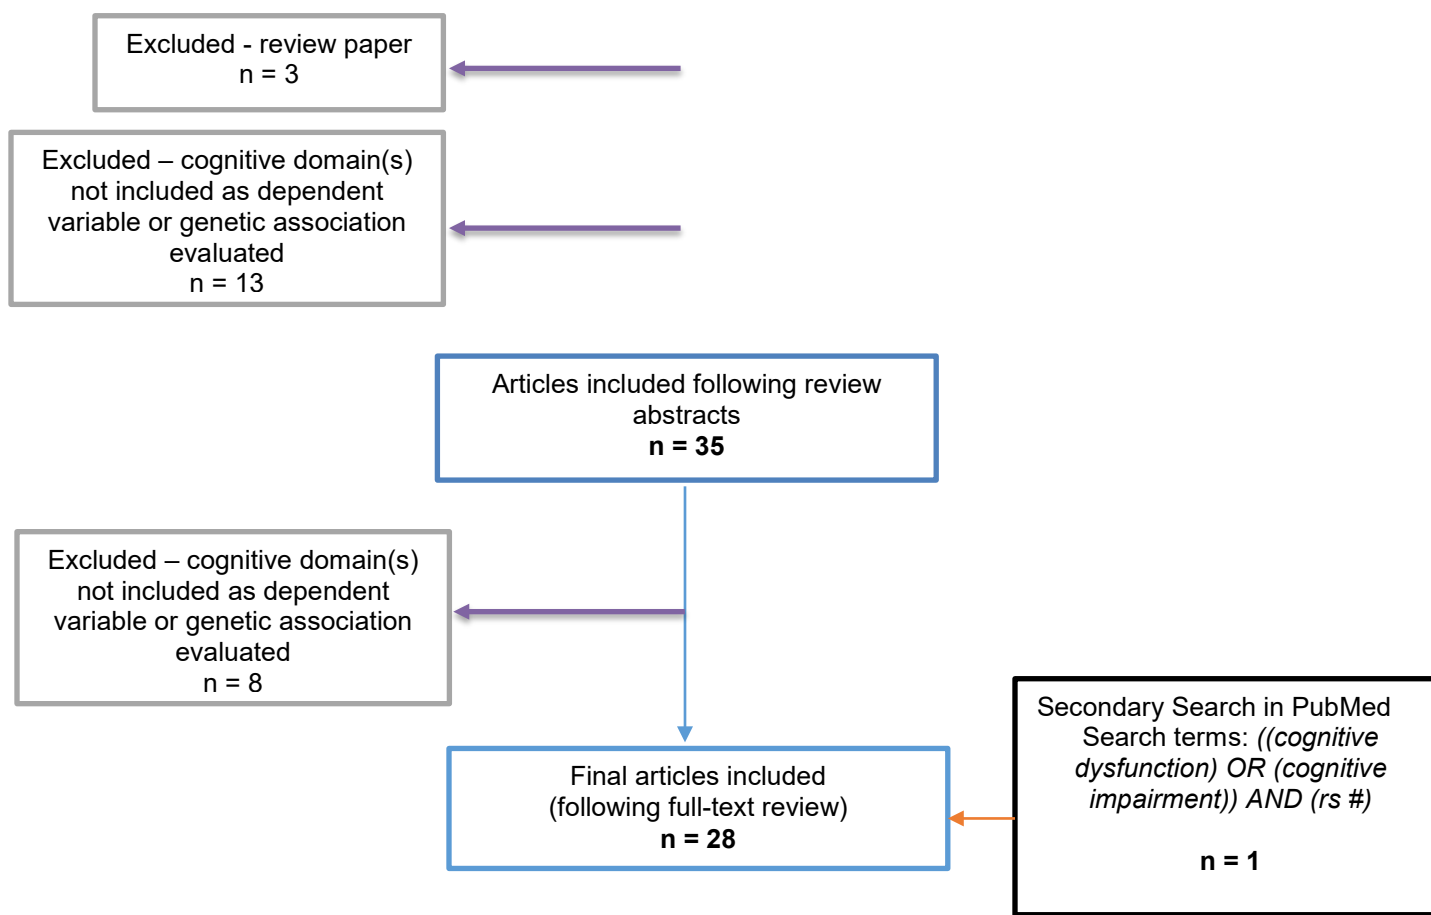 Excluded - review paper
n = 3
Excluded – cognitive domain(s)
not included as dependent
variable or genetic association
evaluated
n = 13
Articles included following review
abstracts
n = 35
Excluded – cognitive domain(s)
not included as dependent
variable or genetic association
evaluated
n = 8
Secondary Search in PubMed
Search terms: ((cognitive
dysfunction) OR (cognitive
impairment)) AND (rs #)
n = 1
Final articles included
(following full-text review)
n = 28